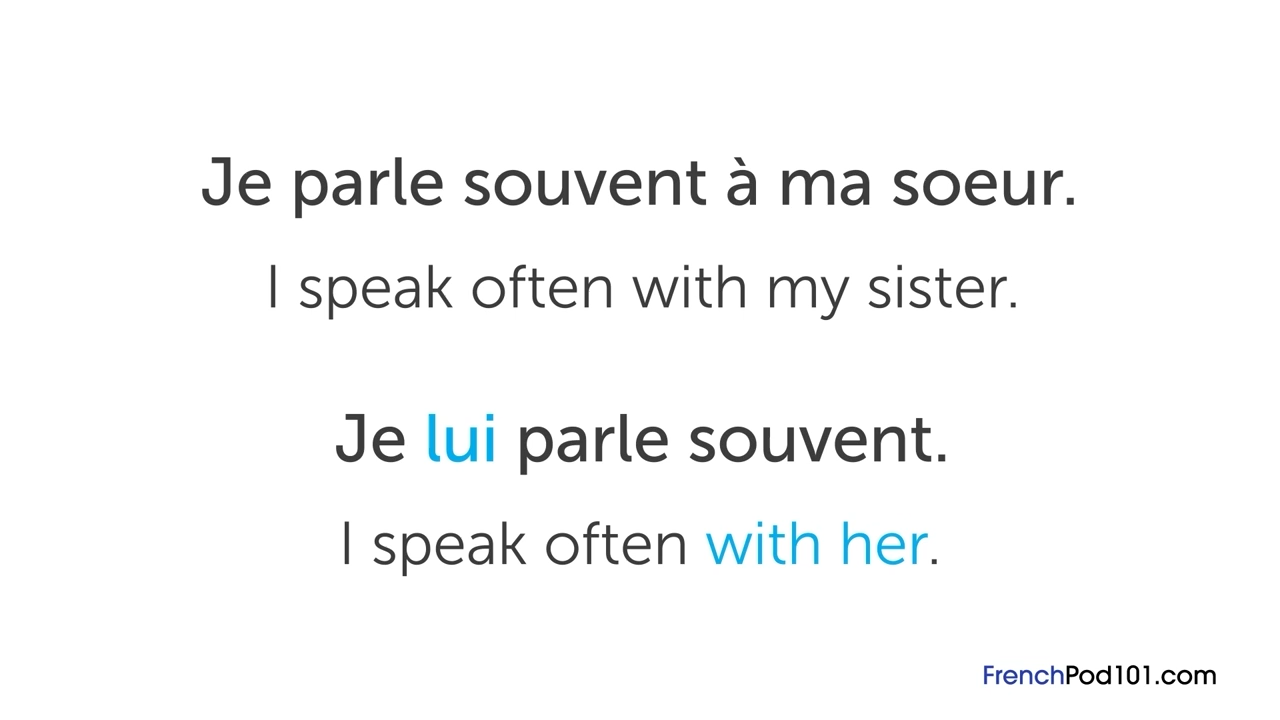 Je parle souvent à ma soeur.
I speak often with my sister.
Je lui parle souvent.
I speak often with her.
FrenchPod101.com